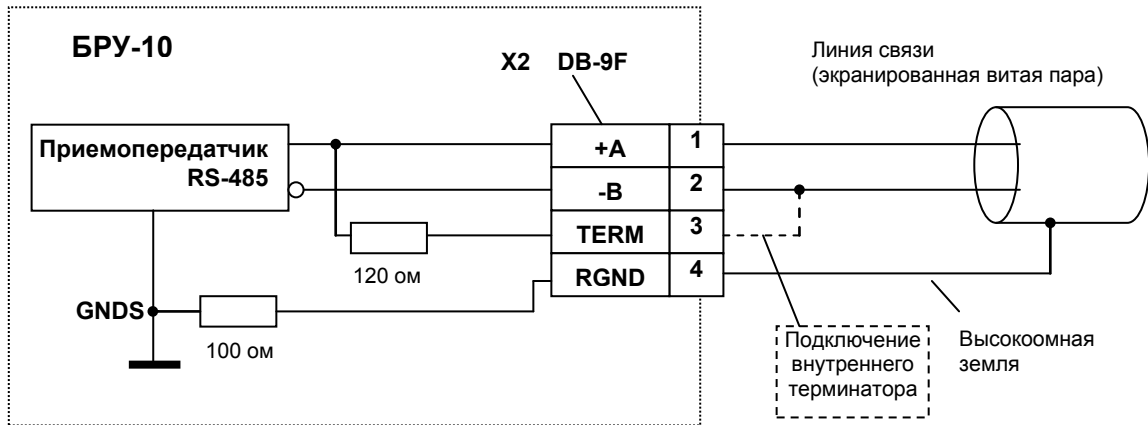 БРУ-10
X2 DB-9F
Линия связи
(экранированная витая пара)
Приемопередатчик
RS-485
+A 1
-B 2
TERM 3
RGND 4
120 ом
GNDS
100 ом
Подключение
внутреннего
терминатора
Высокоомная
земля